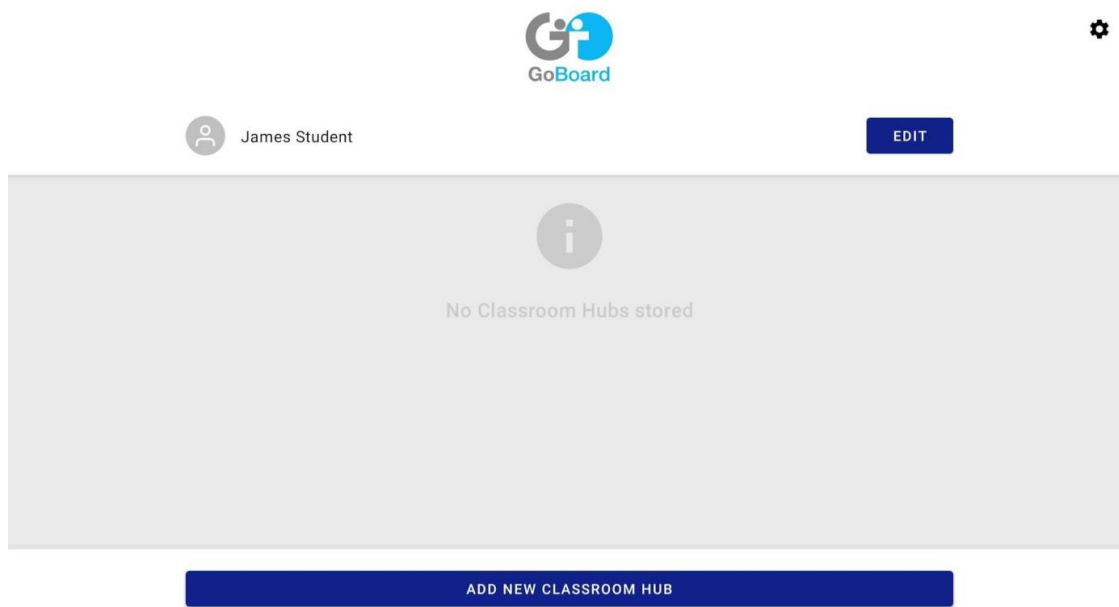 GoBoard
James Student
EDIT
No Classroom Hubs stored
ADD NEW CLASSROOM HUB